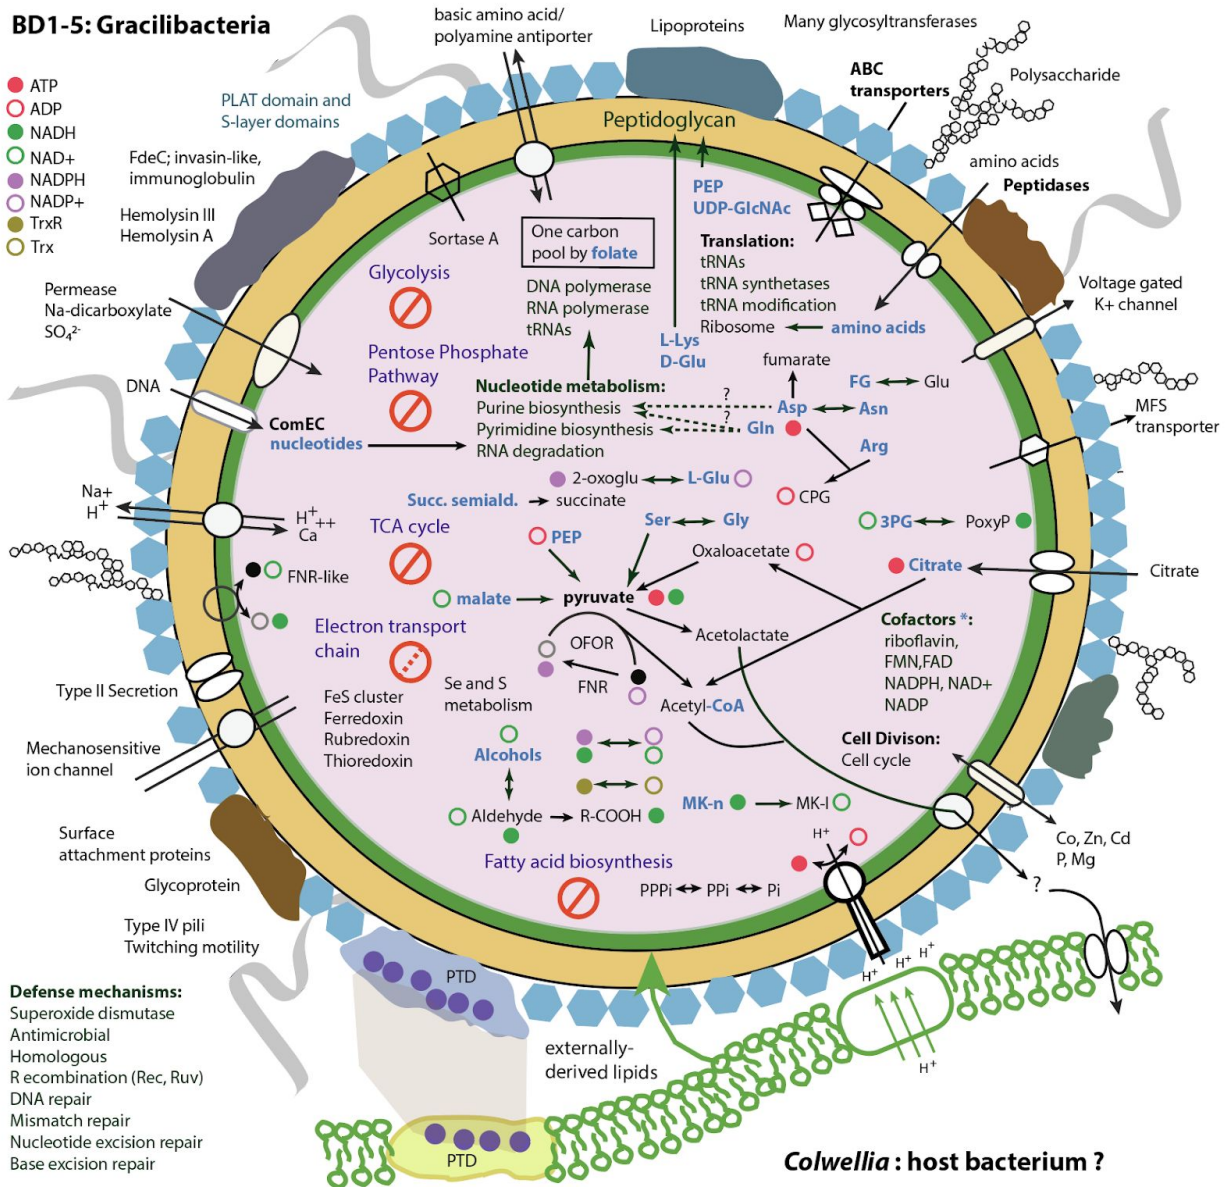 BD1-5: Gracilibacteria
ATP
ADP
NADH
NAD+
NADPH
NADP+
TrxR
Trx
basic amino acid/
polyamine antiporter
Lipoproteins
Many glycosyltransferases
Polysaccharide
ABC
transporters
amino acids
Peptidases
PLAT domain and
S-layer domains
FdeC; invasin-like,
immunoglobulin
Hemolysin III
Hemolysin A
Peptidoglycan
Sortase A
PEP
UDP-GlcNAc
One carbon
pool by folate
Translation:
tRNAs
tRNA synthetases
tRNA modification
Ribosome
amino acids
Glycolysis
DNA polymerase
RNA polymerase
tRNAs
Permease
Na-dicarboxylate
SO₄²⁻
Voltage gated
K+ channel
L-Lys
D-Glu
Pentose Phosphate
Pathway
fumarate
DNA
Nucleotide metabolism:
Purine biosynthesis
Pyrimidine biosynthesis
RNA degradation
?
?
Asp
Asn
Gln
FG
Glu
Arg
MFS
transporter
ComEC
nucleotides
2-oxoglu
L-Glu
CPG
Succ. semiald.
succinate
Na+
H⁺
H⁺
Ca⁺⁺
TCA cycle
Ser
Gly
3PG
PoxyP
PEP
Oxaloacetate
Citrate
Citrate
FNR-like
malate
pyruvate
Electron transport
chain
OFOR
FNR
Acetolactate
Cofactors *:
riboflavin,
FMN,FAD
NADPH, NAD+
NADP
Type II Secretion
FeS cluster
Ferredoxin
Rubredoxin
Thioredoxin
Se and S
metabolism
Acetyl-CoA
Mechanosensitive
ion channel
Alcohols
Cell Divison:
Cell cycle
Aldehyde
R-COOH
MK-n
MK-l
Surface
attachment proteins
Glycoprotein
Fatty acid biosynthesis
H⁺
Co, Zn, Cd
P, Mg
PPPi
PPi
Pi
?
Type IV pili
Twitching motility
PTD
H⁺
H⁺
H⁺
H⁺
Defense mechanisms:
Superoxide dismutase
Antimicrobial
Homologous
R ecombination (Rec, Ruv)
DNA repair
Mismatch repair
Nucleotide excision repair
Base excision repair
externally-
derived lipids
PTD
Colwellia : host bacterium ?